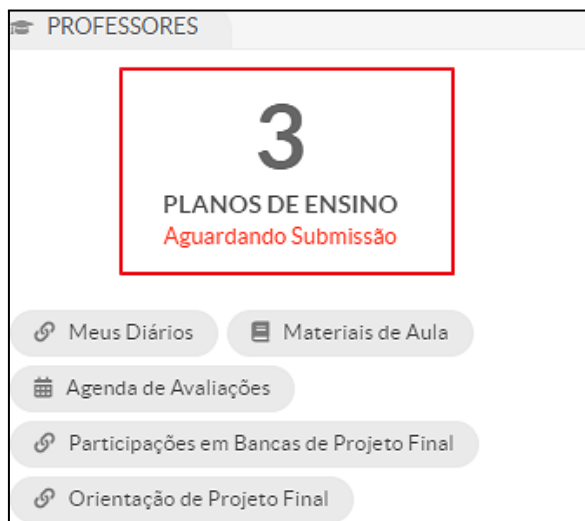 PROFESSORES
3
PLANOS DE ENSINO
Aguardando Submissão
Meus Diários
Materiais de Aula
Agenda de Avaliações
Participações em Bancas de Projeto Final
Orientação de Projeto Final